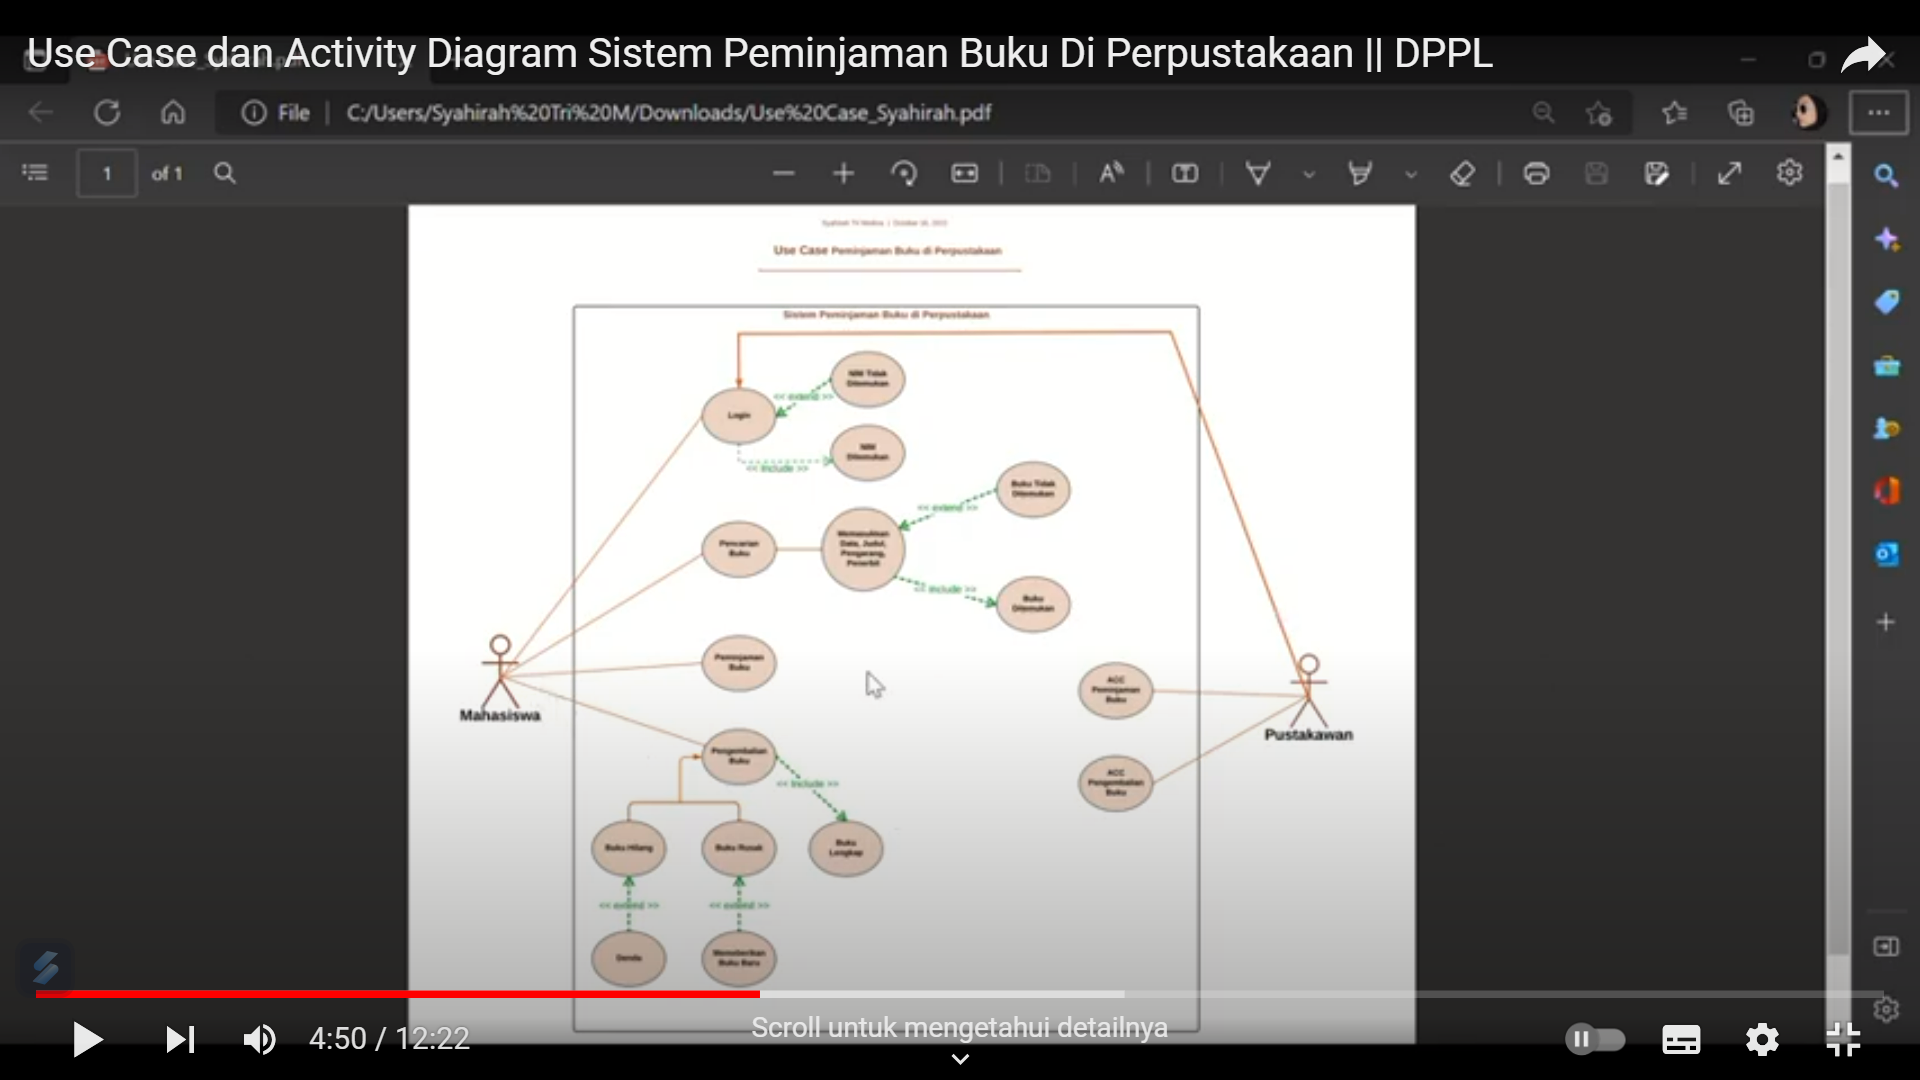 Use Case dan Activity Diagram Sistem Peminjaman Buku Di Perpustakaan || DPPL
File
C:/Users/Syahirah%20Tri%20M/Downloads/Use%20Case_Syahirah.pdf
1
of 1
Use Case Peminjaman Buku di Perpustakaan
Sistem Peminjaman Buku di Perpustakaan
NIM Tidak
Ditemukan
<< extend >>
Login
NIM
Ditemukan
<< Include >>
Buku Tidak
Ditemukan
<< extend >>
Pencarian
Buku
Memasukkan
Data, Judul,
Pengarang,
Penerbit
<< Include >>
Buku
Ditemukan
Peminjaman
Buku
ACC
Peminjaman
Buku
Mahasiswa
Pustakawan
Pengembalian
Buku
<< Include >>
ACC
Pengembalian
Buku
Buku Hilang
Buku Rusak
Buku
Lengkap
<< extend >>
<< extend >>
Denda
Buku Baru
4:50 / 12:22
Scroll untuk mengetahui detailnya